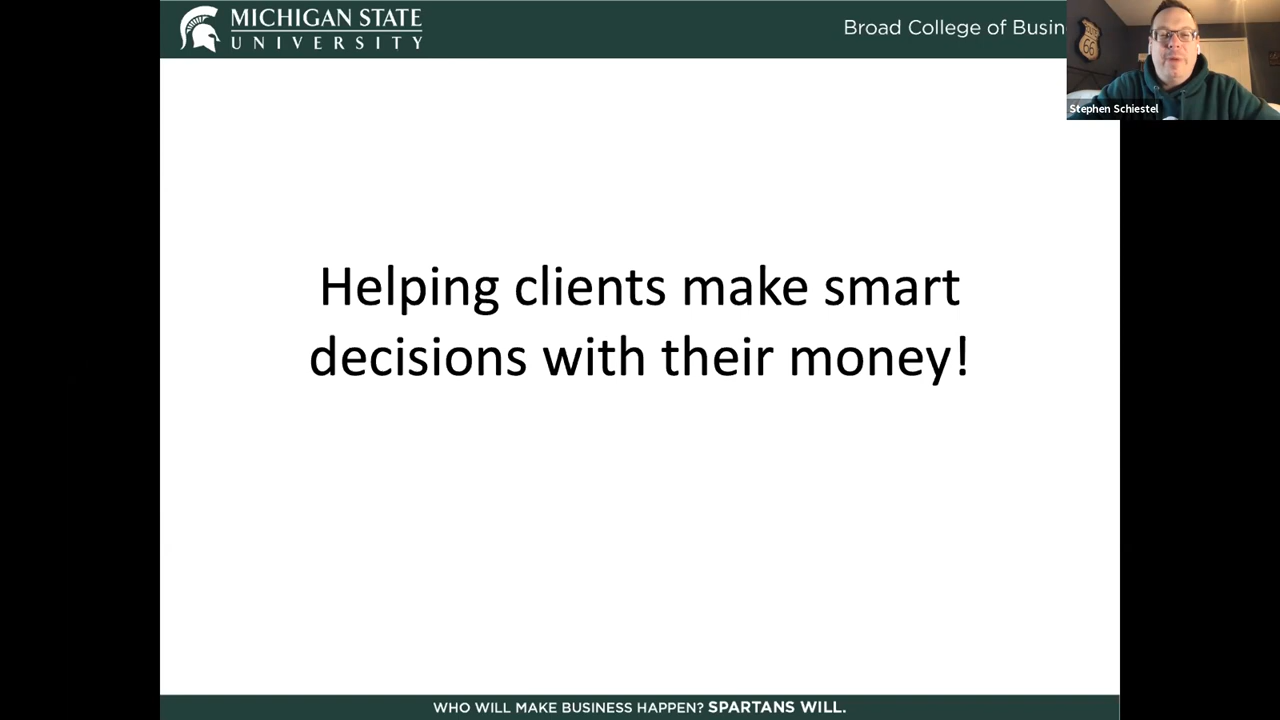 MICHIGAN STATE
UNIVERSITY
Broad College of Busin
66
Stephen Schiestel
Helping clients make smart
decisions with their money!
WHO WILL MAKE BUSINESS HAPPEN? SPARTANS WILL.